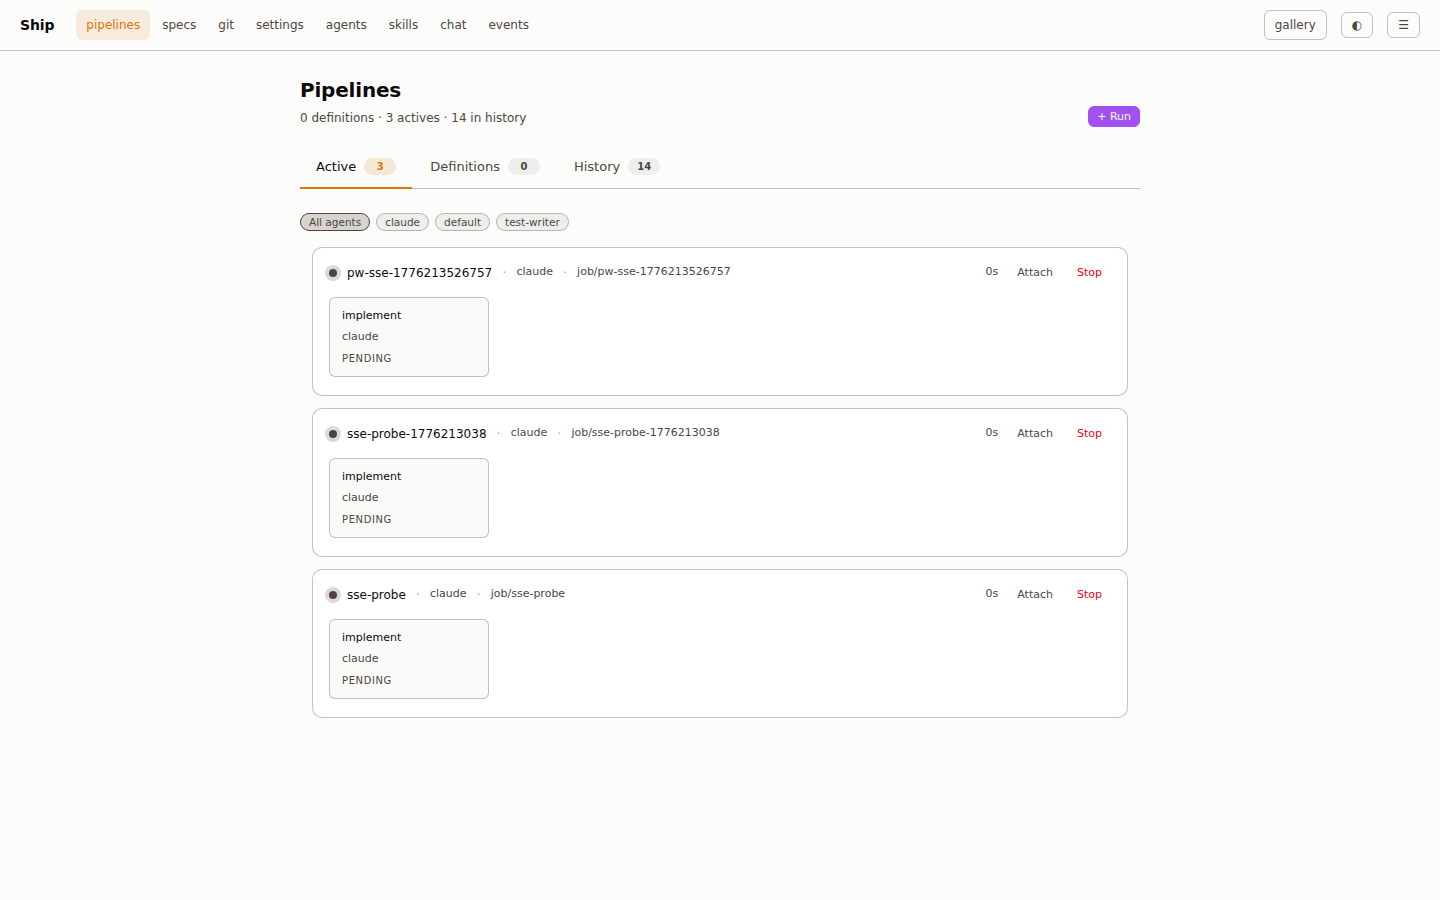 Ship pipelines specs git settings agents skills chat events gallery ◐ ☰
Pipelines
0 definitions · 3 actives · 14 in history
+ Run
Active 3 Definitions 0 History 14
All agents claude default test-writer
pw-sse-1776213526757 · claude · job/pw-sse-1776213526757 0s Attach Stop
implement
claude
PENDING
sse-probe-1776213038 · claude · job/sse-probe-1776213038 0s Attach Stop
implement
claude
PENDING
sse-probe · claude · job/sse-probe 0s Attach Stop
implement
claude
PENDING